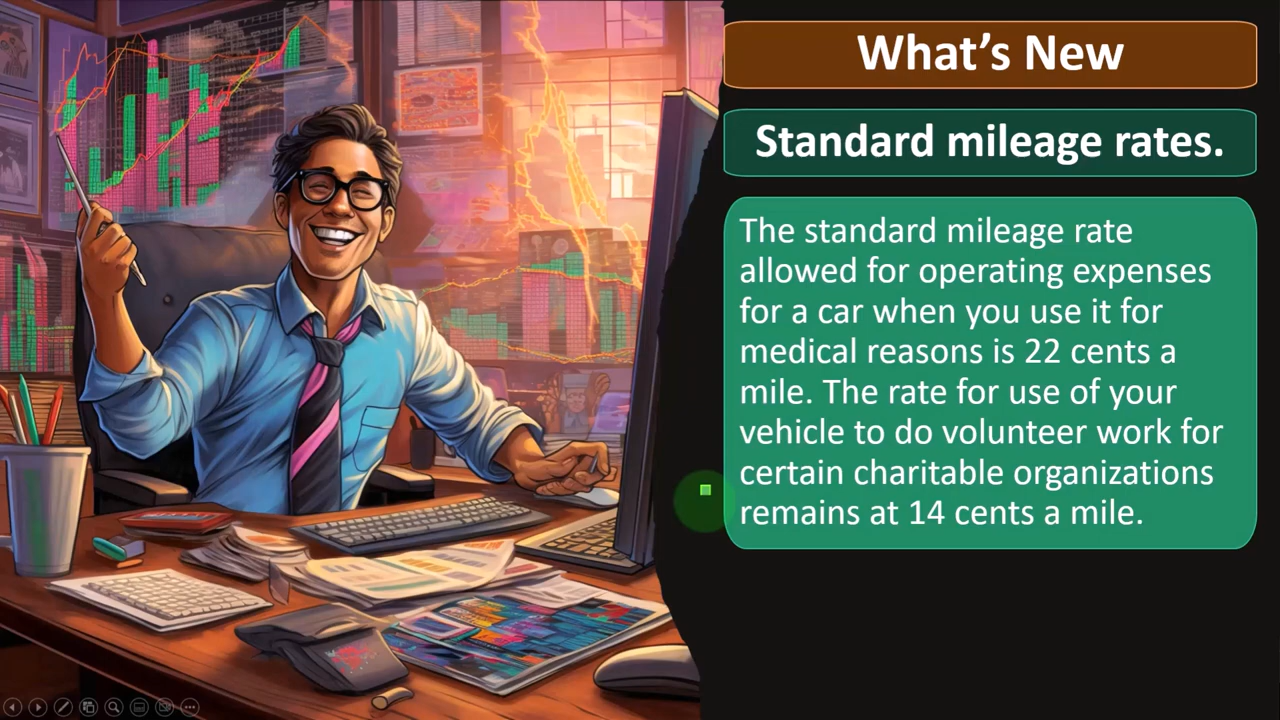 What’s New
Standard mileage rates.
The standard mileage rate
allowed for operating expenses
for a car when you use it for
medical reasons is 22 cents a
mile. The rate for use of your
vehicle to do volunteer work for
certain charitable organizations
remains at 14 cents a mile.